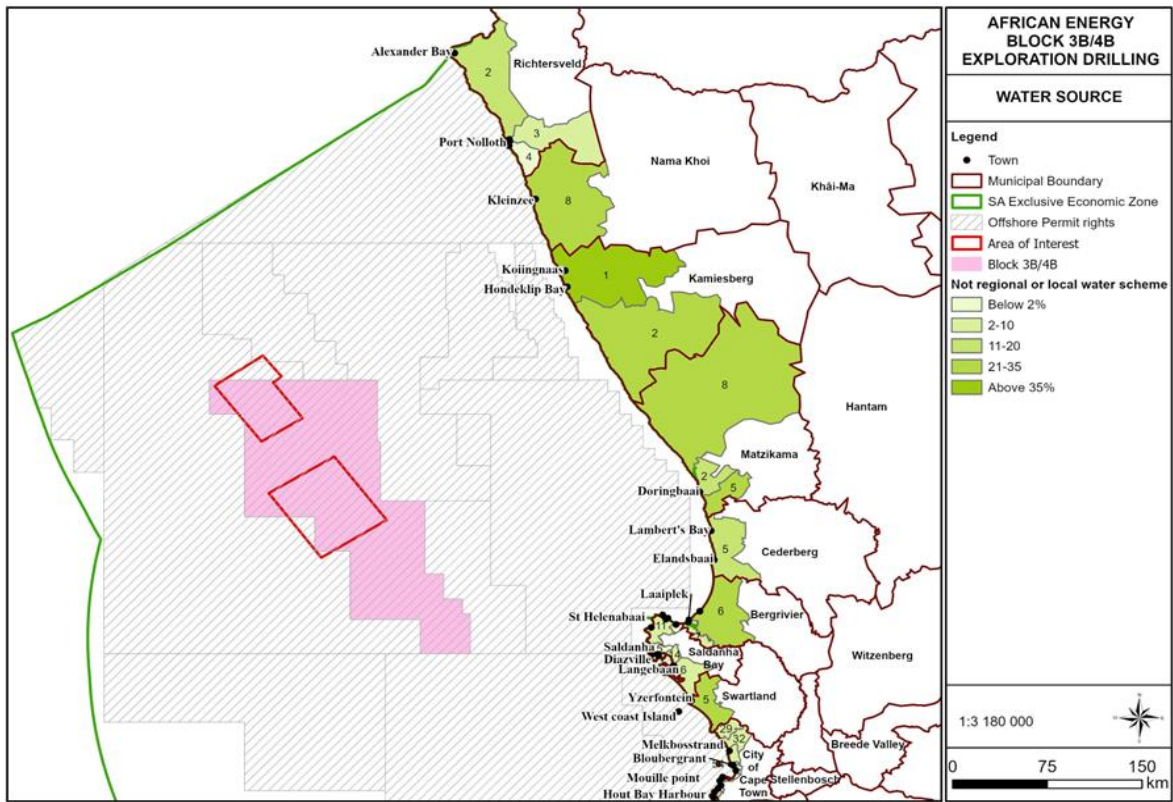 AFRICAN ENERGY
BLOCK 3B/4B
EXPLORATION DRILLING
WATER SOURCE
Legend
Town
Municipal Boundary
SA Exclusive Economic Zone
Offshore Permit rights
Area of Interest
Block 3B/4B
Not regional or local water scheme
Below 2%
2-10
11-20
21-35
Above 35%
1:3 180 000
0 75 150
km
Alexander Bay
Richtersveld
2
3
Port Nolloth
4
Nama Khoi
Khâi-Ma
Kleinzee
8
Koiingnaas
1
Kamiesberg
Hondeklip Bay
2
8
Hantam
Matzikama
2
5
Doringbaai
Lambert's Bay
5
Cederberg
Elandsbaai
Laaiplek
6
Bergrivier
St Helenabaai
11
Saldanha
Saldanha
Bay
14
Diazville
Langebaan
6
Witzenberg
Yzerfontein
5
Swartland
West coast Island
29
32
Melkbosstrand
City
of
Cape
Town
Bloubergrant
Breede Valley
Mouille point
Stellenbosch
Hout Bay Harbour